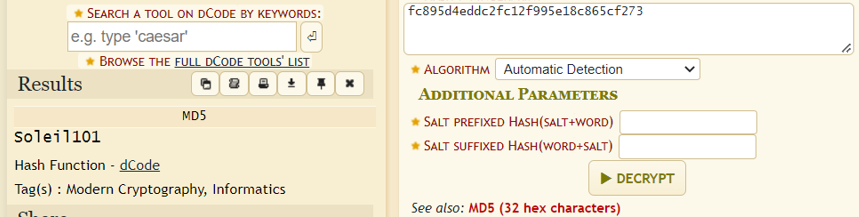 ★ Search a tool on dCode by keywords:
e.g. type 'caesar'
★ Browse the full dCode tools' list
Results
MD5
Soleil101
Hash Function - dCode
Tag(s) : Modern Cryptography, Informatics
fc895d4eddc2fc12f995e18c865cf273
★ Algorithm Automatic Detection
Additional Parameters
★ Salt prefixed Hash(salt+word)
★ Salt suffixed Hash(word+salt)
▶ DECRYPT
See also: MD5 (32 hex characters)